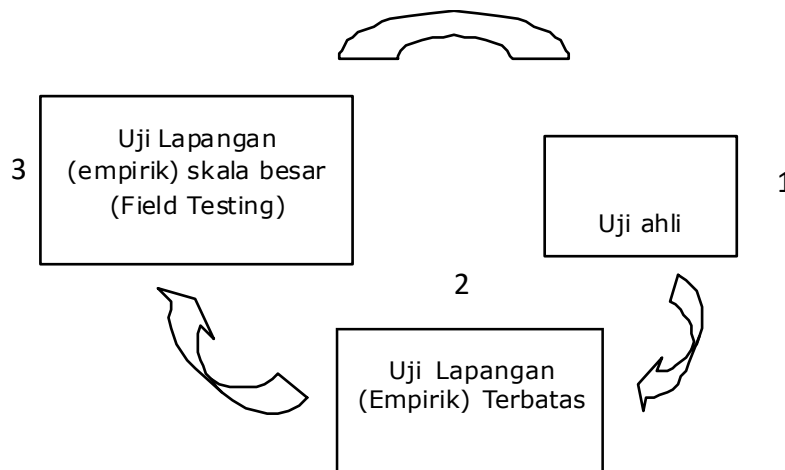 3
Uji Lapangan
(empirik) skala besar
(Field Testing)
1
Uji ahli
2
Uji Lapangan
(Empirik) Terbatas